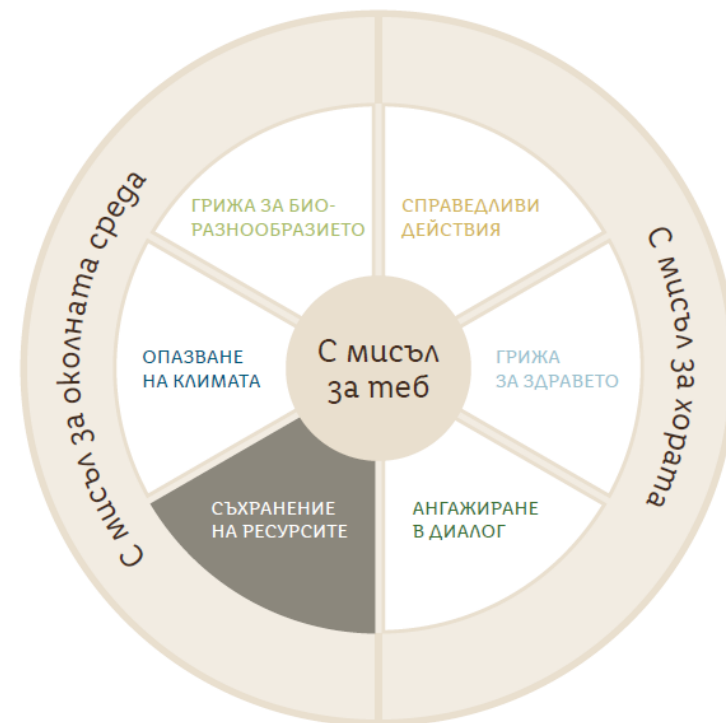 С мисъл за околната среда
ГРИЖА ЗА БИО-
РАЗНООБРАЗИЕТО
СПРАВЕДЛИВИ
ДЕЙСТВИЯ
ОПАЗВАНЕ
НА КЛИМАТА
С мисъл
за теб
ГРИЖА
ЗА ЗДРАВЕТО
СЪХРАНЕНИЕ
НА РЕСУРСИТЕ
АНГАЖИРАНЕ
В ДИАЛОГ
С мисъл за хората